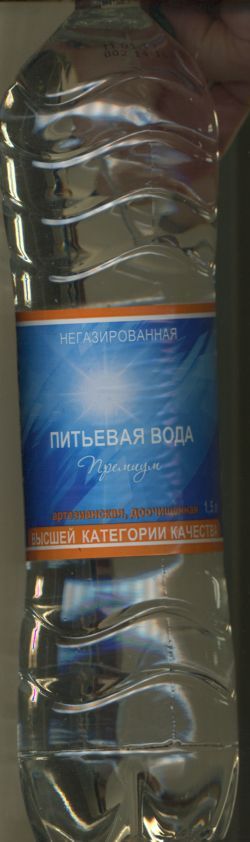 НЕГАЗИРОВАННАЯ
ПИТЬЕВАЯ ВОДА
Премиум
артезианская, доочищенная 1,5 л
ВЫСШЕЙ КАТЕГОРИИ КАЧЕСТВА